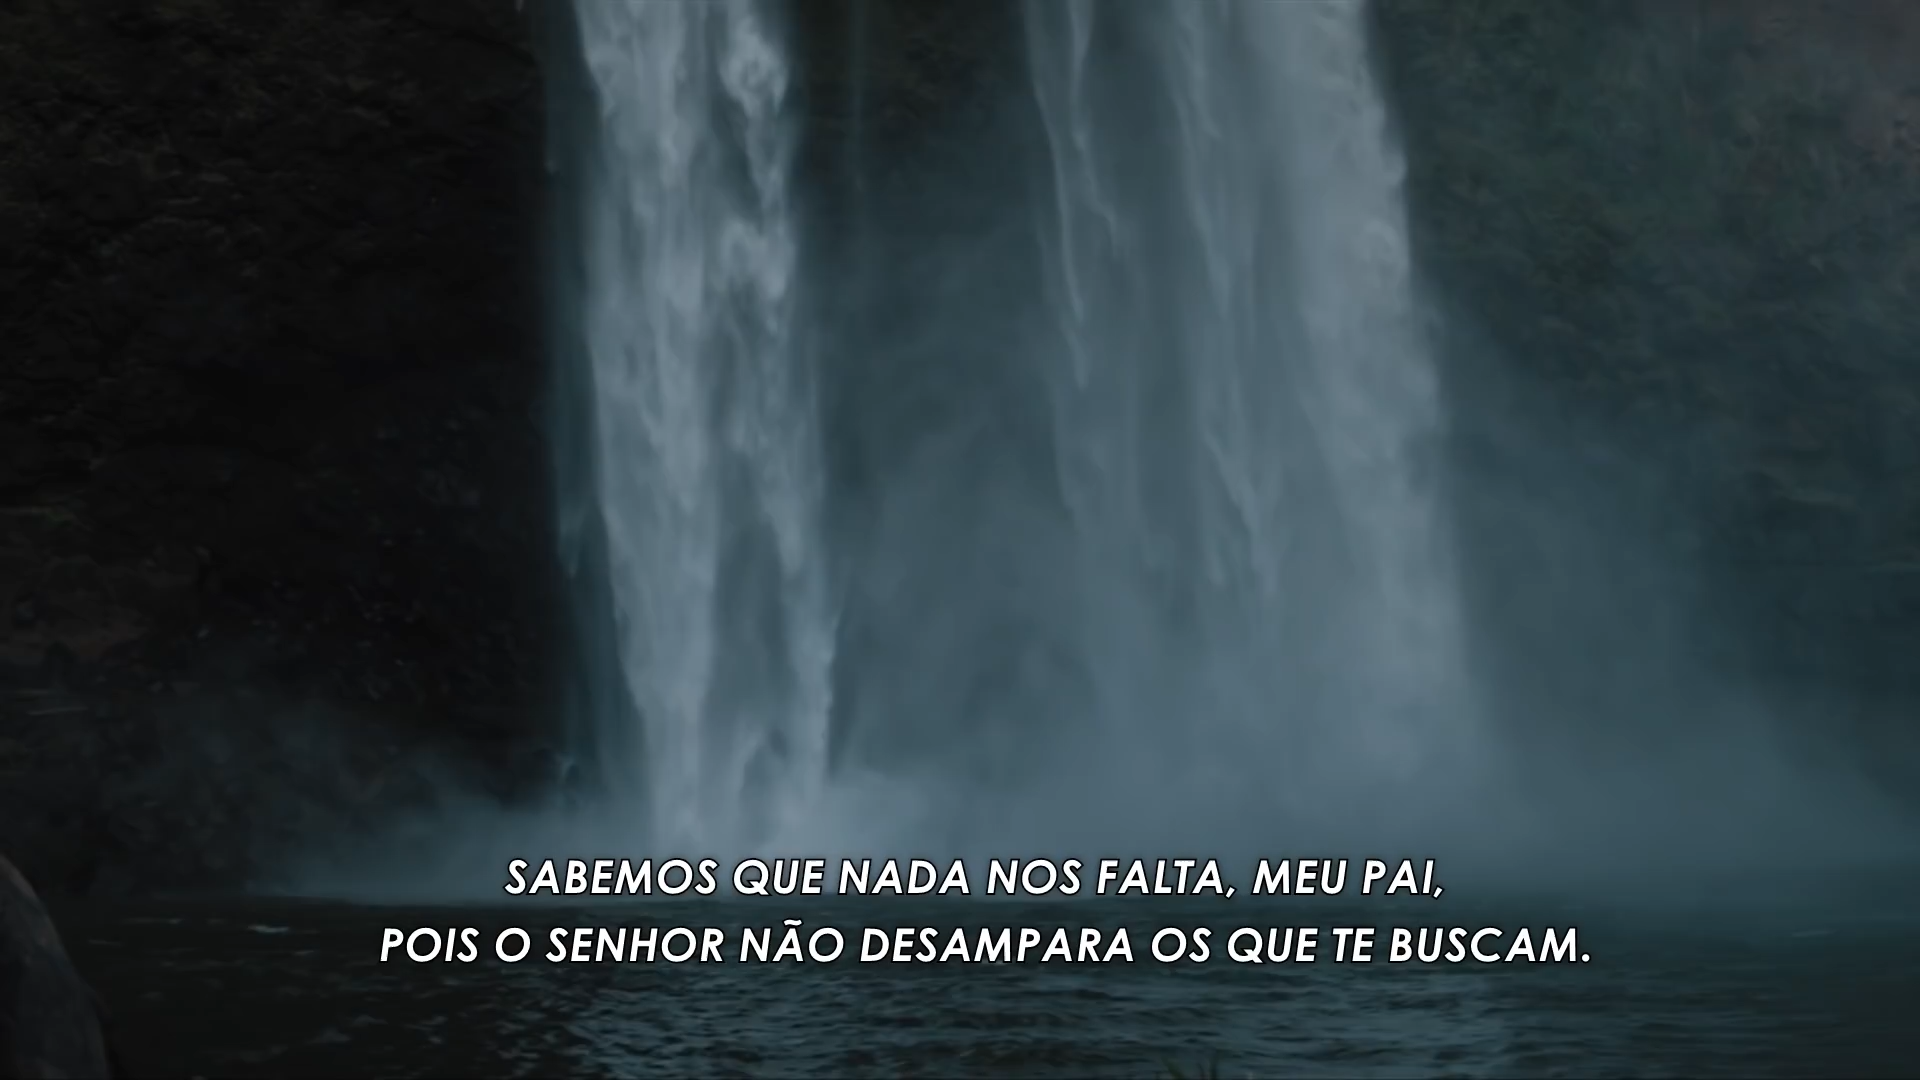 SABEMOS QUE NADA NOS FALTA, MEU PAI,
POIS O SENHOR NÃO DESAMPARA OS QUE TE BUSCAM.